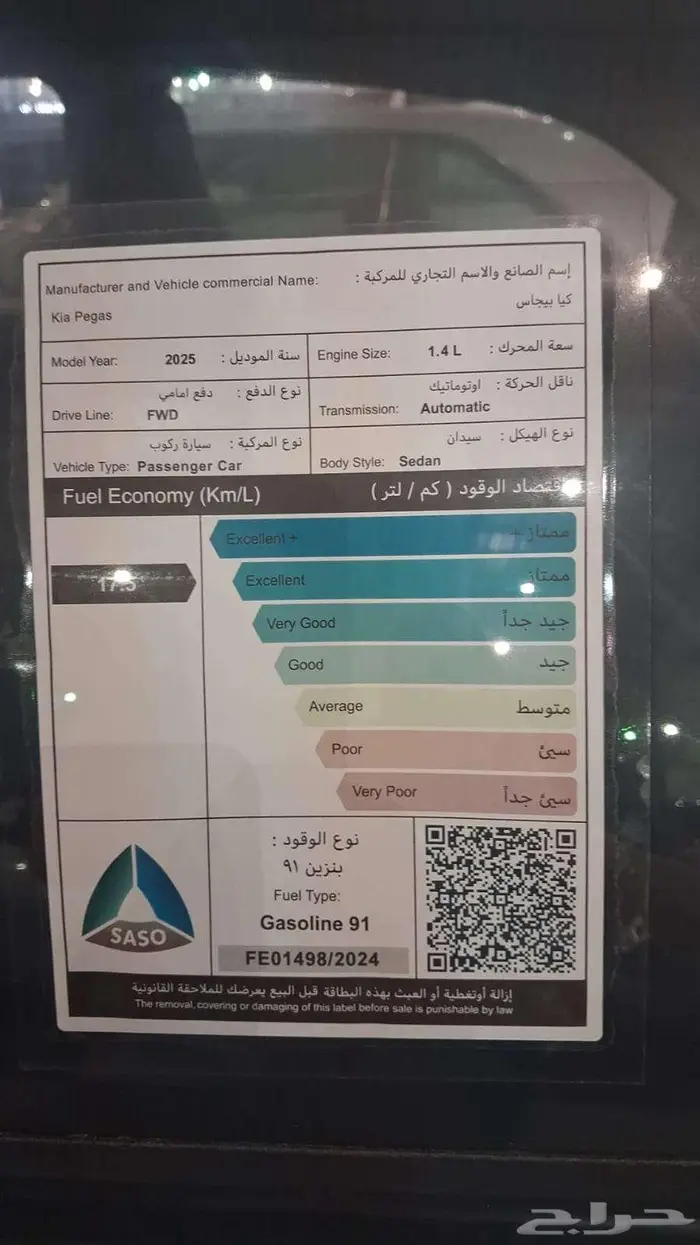 Manufacturer and Vehicle commercial Name: إسم الصانع والاسم التجاري للمركبة :
Kia Pegas كيا بيجاس
Model Year: 2025 سنة الموديل :
Engine Size: 1.4 L سعة المحرك :
Drive Line: FWD نوع الدفع : دفع امامي
Transmission: Automatic ناقل الحركة : اوتوماتيك
Vehicle Type: Passenger Car نوع المركبة : سيارة ركوب
Body Style: Sedan نوع الهيكل : سيدان
Fuel Economy (Km/L) اقتصاد الوقود ( كم / لتر )
Excellent + ممتاز +
17.3
Excellent ممتاز
Very Good جيد جداً
Good جيد
Average متوسط
Poor سيئ
Very Poor سيئ جداً
SASO
نوع الوقود :
بنزين ٩١
Fuel Type:
Gasoline 91
FE01498/2024
إزالة أوتغطية أو العبث بهذه البطاقة قبل البيع يعرضك للملاحقة القانونية
The removal, covering or damaging of this label before sale is punishable by law
حراج